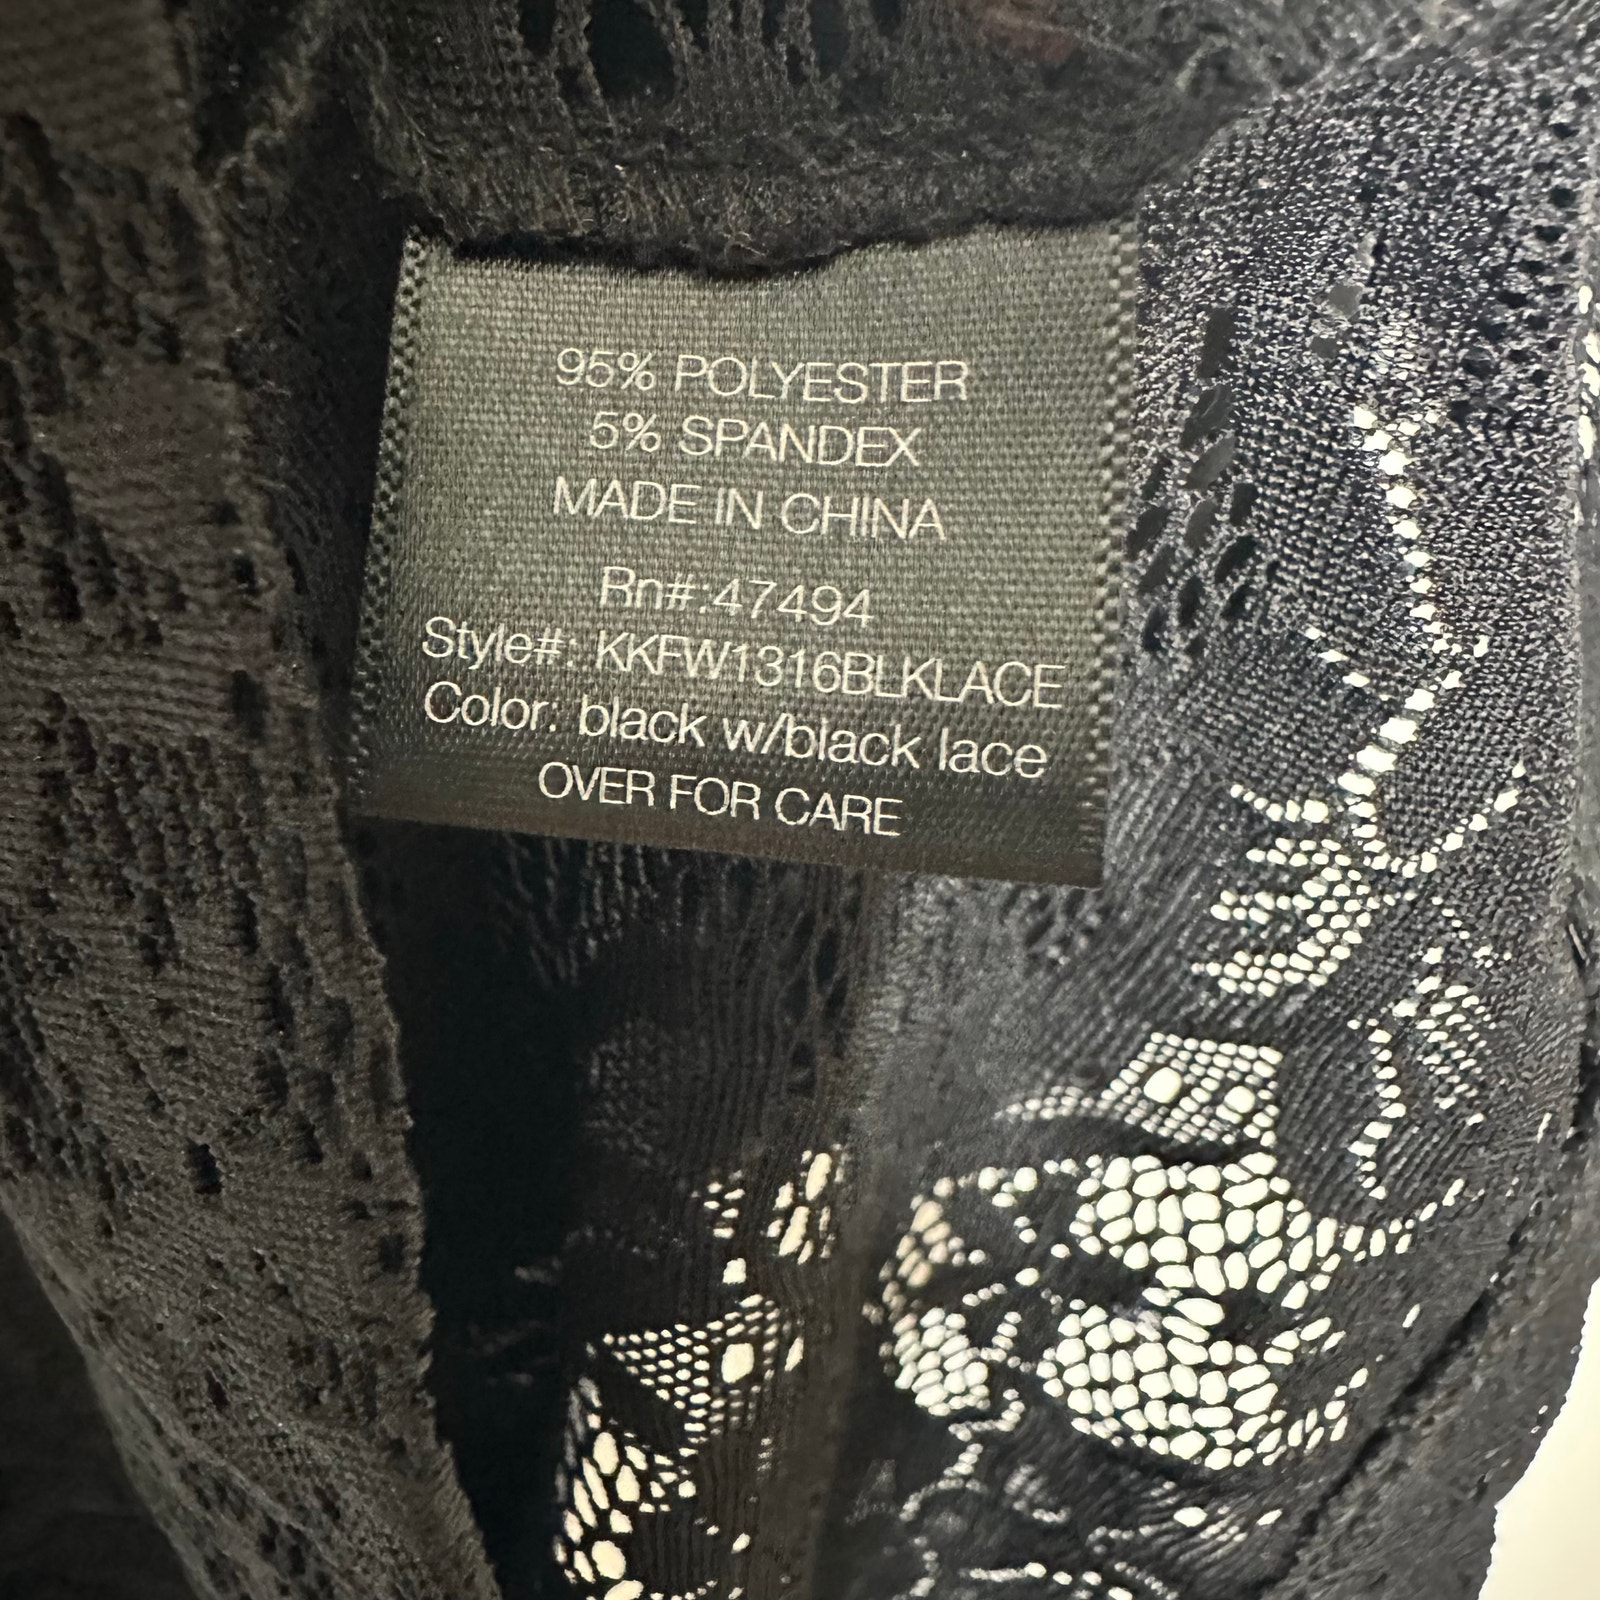 95% POLYESTER
5% SPANDEX
MADE IN CHINA
Rn#:47494
Style#: KKFW1316BLKLACE
Color: black w/black lace
OVER FOR CARE